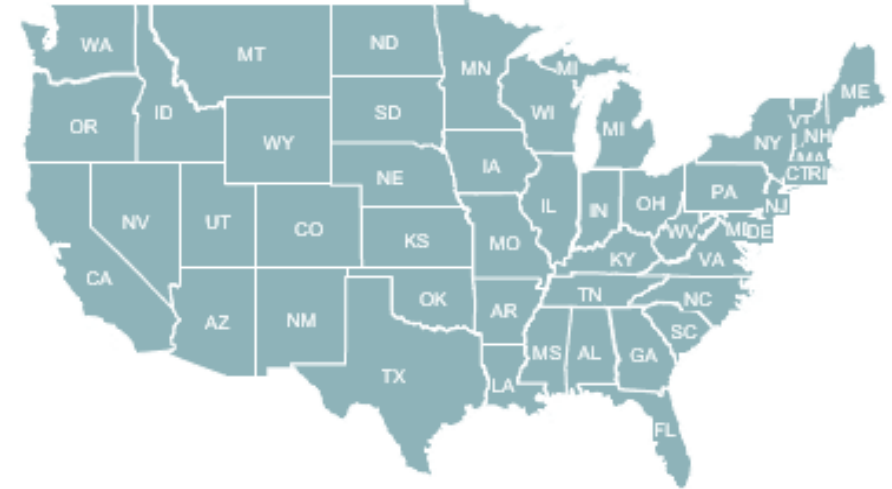 WA
MT
ND
MN
MI
ME
OR
ID
SD
WI
MI
VT
NH
WY
NY
MA
IA
CT
RI
NE
PA
NV
UT
CO
KS
IL
IN
OH
NJ
MO
WV
MD
DE
CA
KY
VA
AZ
NM
OK
AR
TN
NC
SC
TX
LA
MS
AL
GA
FL